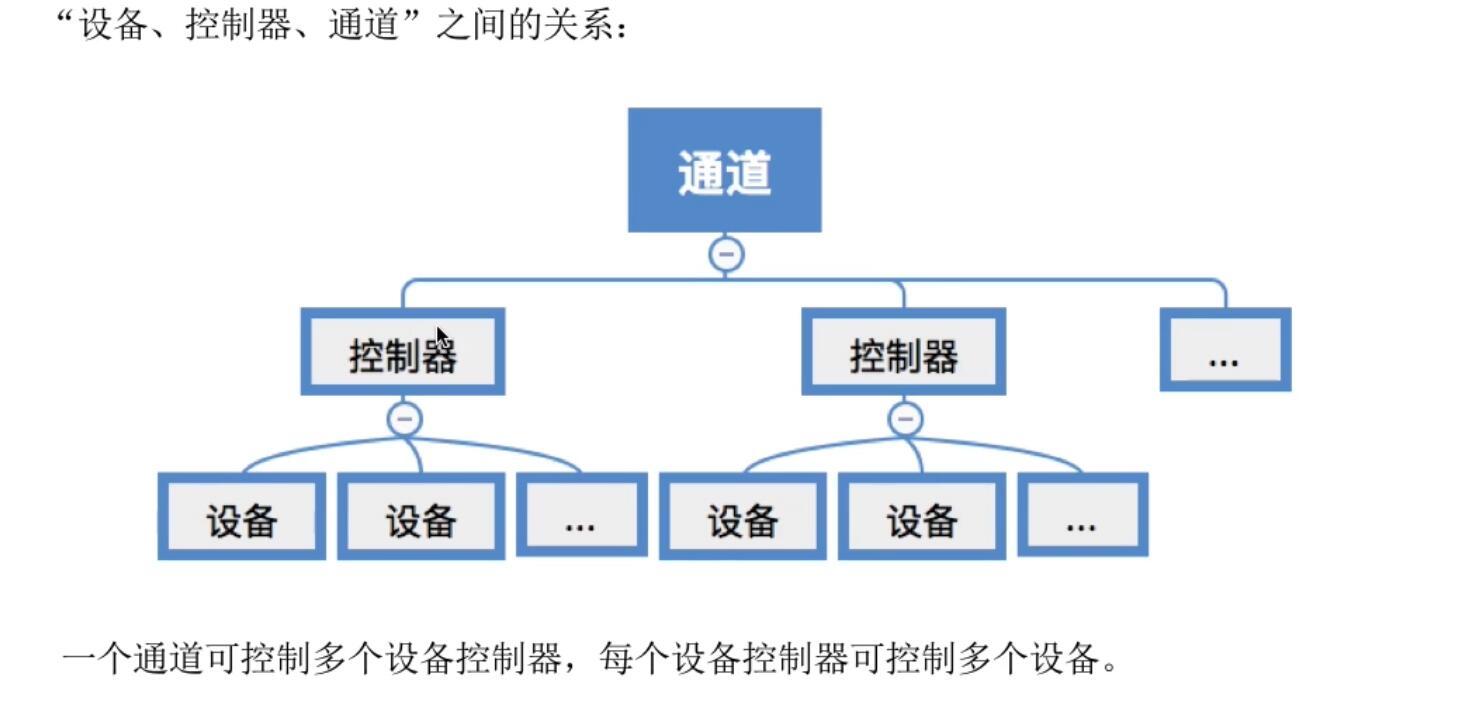 “设备、控制器、通道”之间的关系：
通道
控制器 控制器 ...
设备 设备 ... 设备 设备 ...
一个通道可控制多个设备控制器，每个设备控制器可控制多个设备。